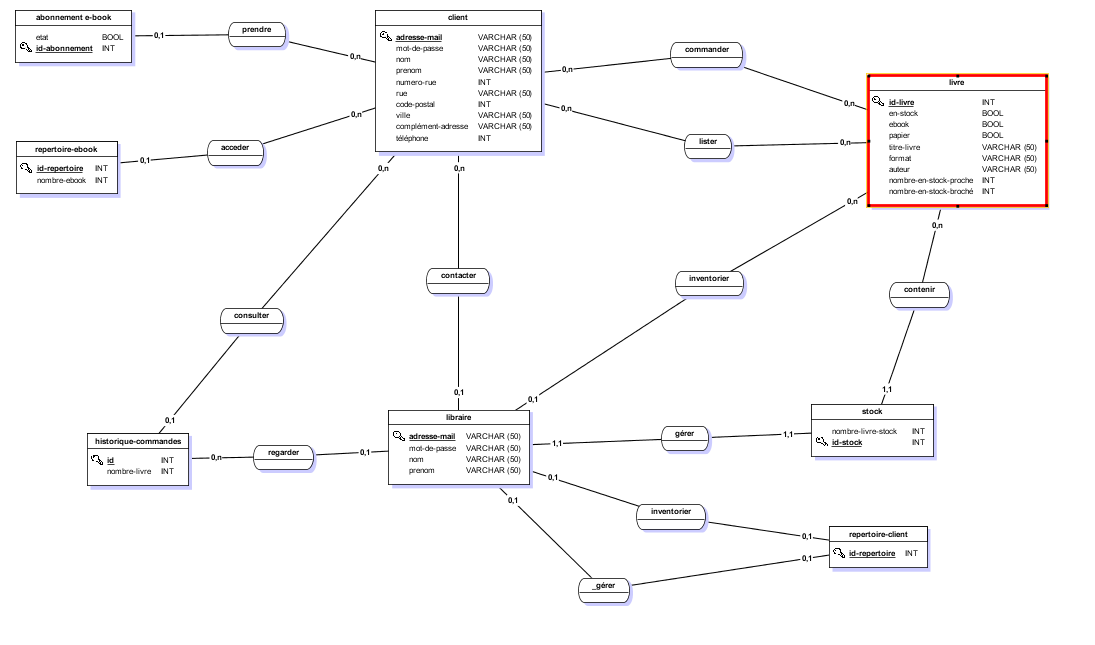 abonnement e-book
etat BOOL
id-abonnement INT
0,1
prendre
0,n
client
adresse-mail VARCHAR (50)
mot-de-passe VARCHAR (50)
nom VARCHAR (50)
prenom VARCHAR (50)
numero-rue INT
rue VARCHAR (50)
code-postal INT
ville VARCHAR (50)
complément-adresse VARCHAR (50)
téléphone INT
0,n
commander
0,n
livre
id-livre INT
en-stock BOOL
ebook BOOL
papier BOOL
titre-livre VARCHAR (50)
format VARCHAR (50)
auteur VARCHAR (50)
nombre-en-stock-proche INT
nombre-en-stock-broché INT
0,n
lister
0,n
repertoire-ebook
id-repertoire INT
nombre-ebook INT
0,1
acceder
0,n
0,n
consulter
0,1
0,n
contacter
0,1
0,n
inventorier
0,1
0,n
contenir
1,1
historique-commandes
id INT
nombre-livre INT
0,n
regarder
0,1
libraire
adresse-mail VARCHAR (50)
mot-de-passe VARCHAR (50)
nom VARCHAR (50)
prenom VARCHAR (50)
1,1
gérer
1,1
stock
nombre-livre-stock INT
id-stock INT
0,1
inventorier
0,1
repertoire-client
id-repertoire INT
0,1
_gérer
0,1